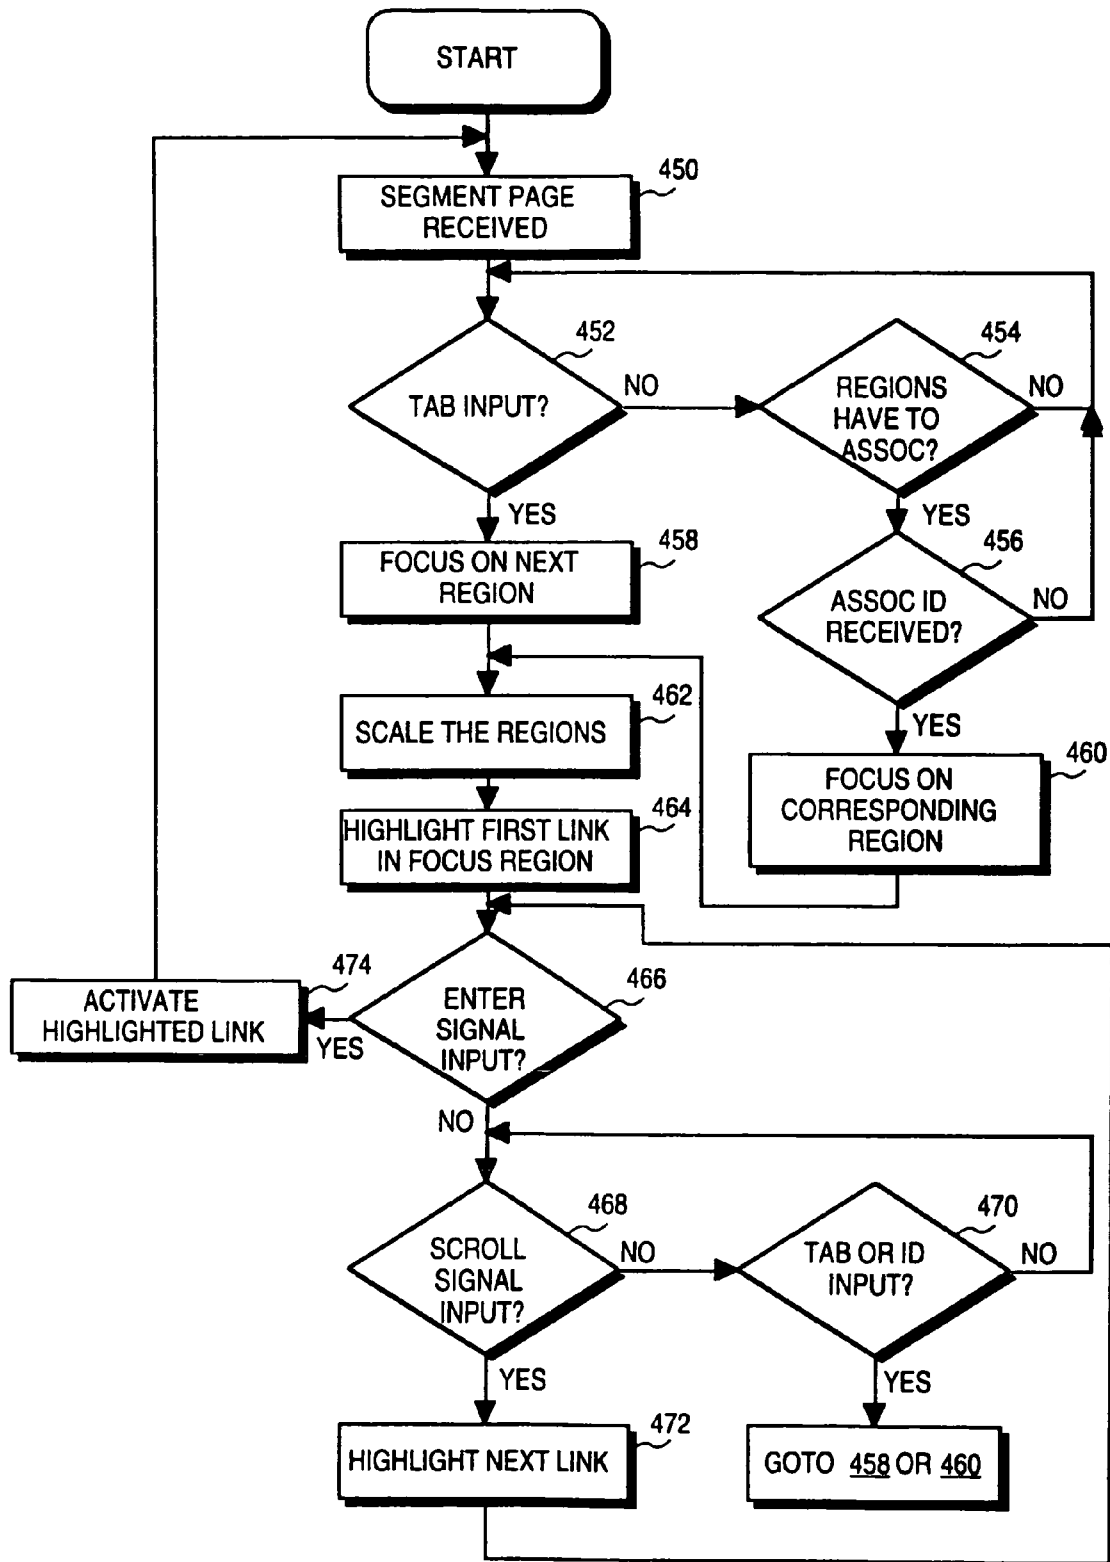 START
450
SEGMENT PAGE
RECEIVED
452
TAB INPUT?
NO
454
REGIONS
HAVE TO
ASSOC?
NO
YES
YES
458
FOCUS ON NEXT
REGION
456
ASSOC ID
RECEIVED?
NO
YES
462
SCALE THE REGIONS
460
FOCUS ON
CORRESPONDING
REGION
464
HIGHLIGHT FIRST LINK
IN FOCUS REGION
474
ACTIVATE
HIGHLIGHTED LINK
YES
466
ENTER
SIGNAL
INPUT?
NO
468
SCROLL
SIGNAL
INPUT?
NO
470
TAB OR ID
INPUT?
NO
YES
YES
472
HIGHLIGHT NEXT LINK
GOTO 458 OR 460